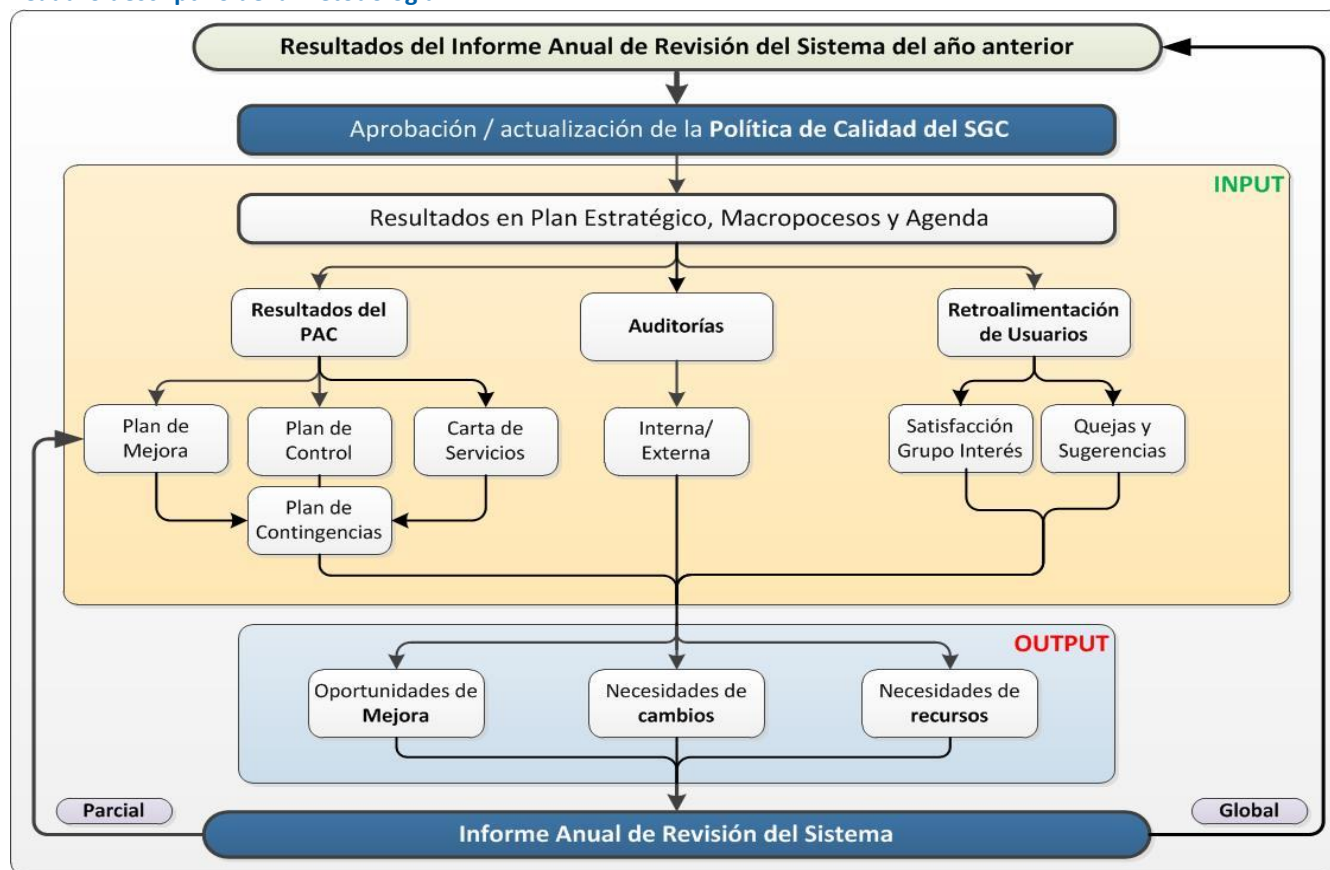 Resultados del Informe Anual de Revisión del Sistema del año anterior
Aprobación / actualización de la Política de Calidad del SGC
INPUT
Resultados en Plan Estratégico, Macropocesos y Agenda
Resultados del
PAC
Auditorías
Retroalimentación
de Usuarios
Plan de
Mejora
Plan de
Control
Carta de
Servicios
Interna/
Externa
Satisfacción
Grupo Interés
Quejas y
Sugerencias
Plan de
Contingencias
OUTPUT
Oportunidades de
Mejora
Necesidades de
cambios
Necesidades de
recursos
Parcial
Global
Informe Anual de Revisión del Sistema